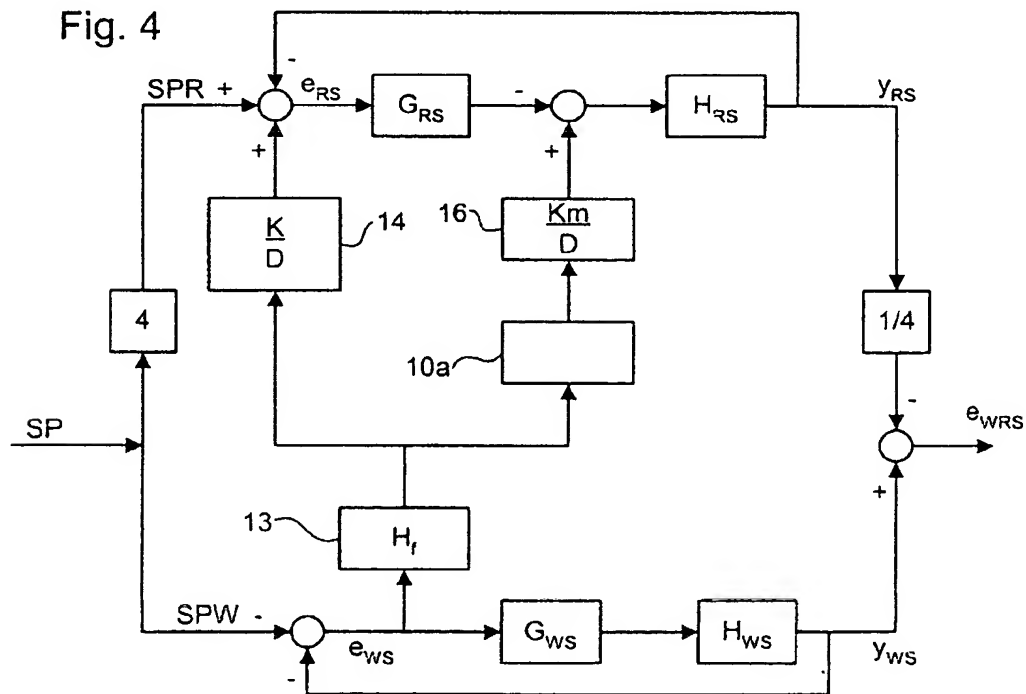 Fig. 4
-
SPR +
e_RS
G_RS
-
H_RS
y_RS
+
+
K
D
14
16
Km
D
4
1/4
10a
-
SP
e_WRS
+
13
H_f
SPW -
e_WS
G_WS
H_WS
y_WS
-